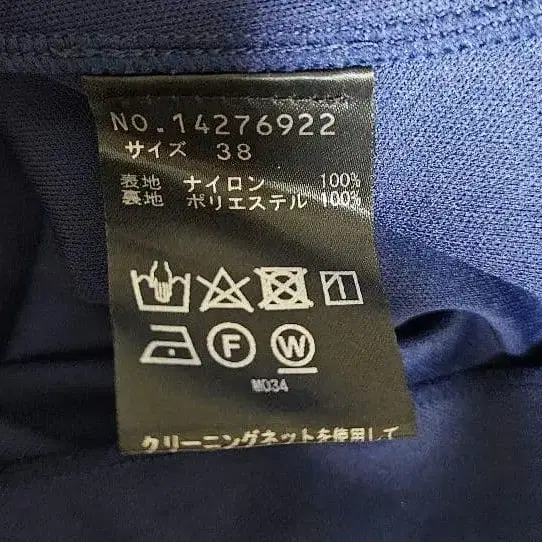 NO.14276922
サイズ 38
表地 ナイロン 100%
裏地 ポリエステル 100%
F W
M034
クリーニングネットを使用して